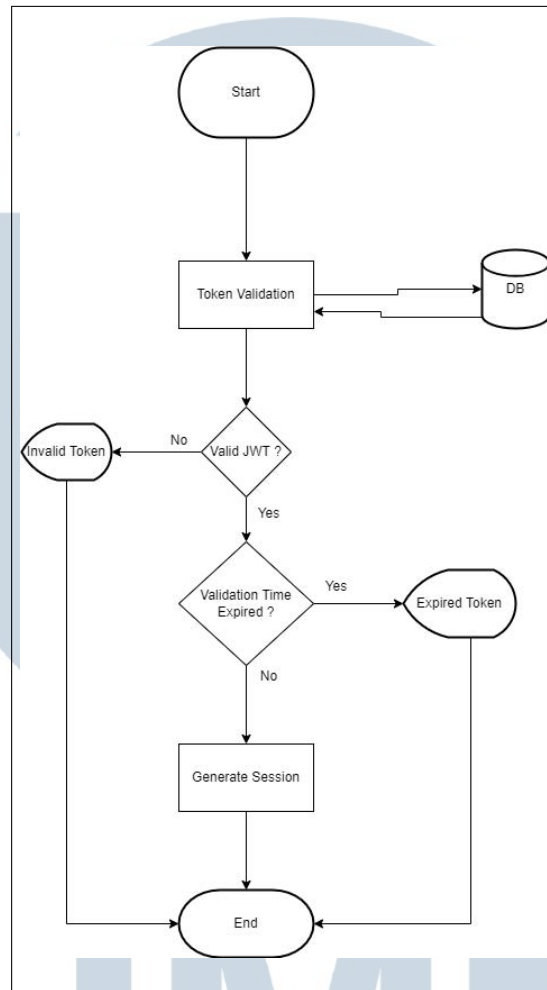 Start
Token Validation
DB
Invalid Token
No
Valid JWT ?
Yes
Validation Time
Expired ?
Yes
Expired Token
No
Generate Session
End